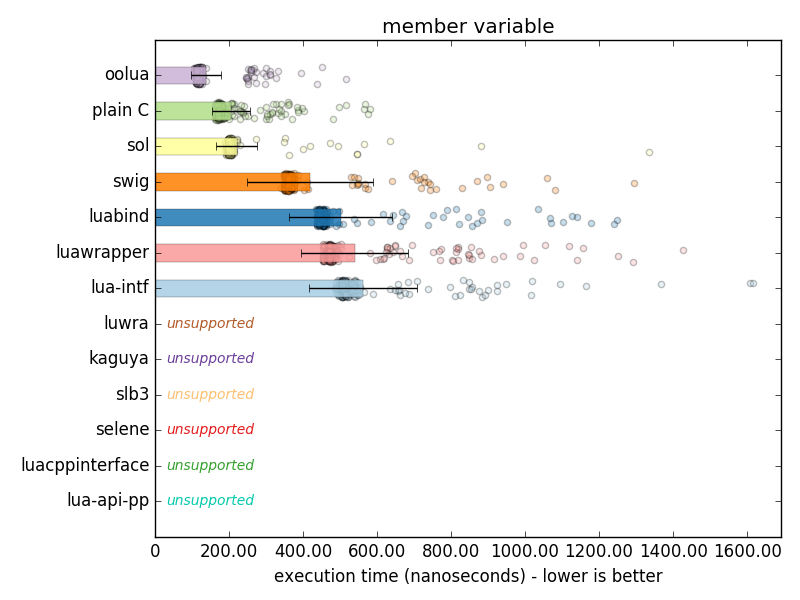 member variable
oolua
plain C
sol
swig
luabind
luawrapper
lua-intf
luwra unsupported
kaguya unsupported
slb3 unsupported
selene unsupported
luacppinterface unsupported
lua-api-pp unsupported
0 200.00 400.00 600.00 800.00 1000.00 1200.00 1400.00 1600.00
execution time (nanoseconds) - lower is better